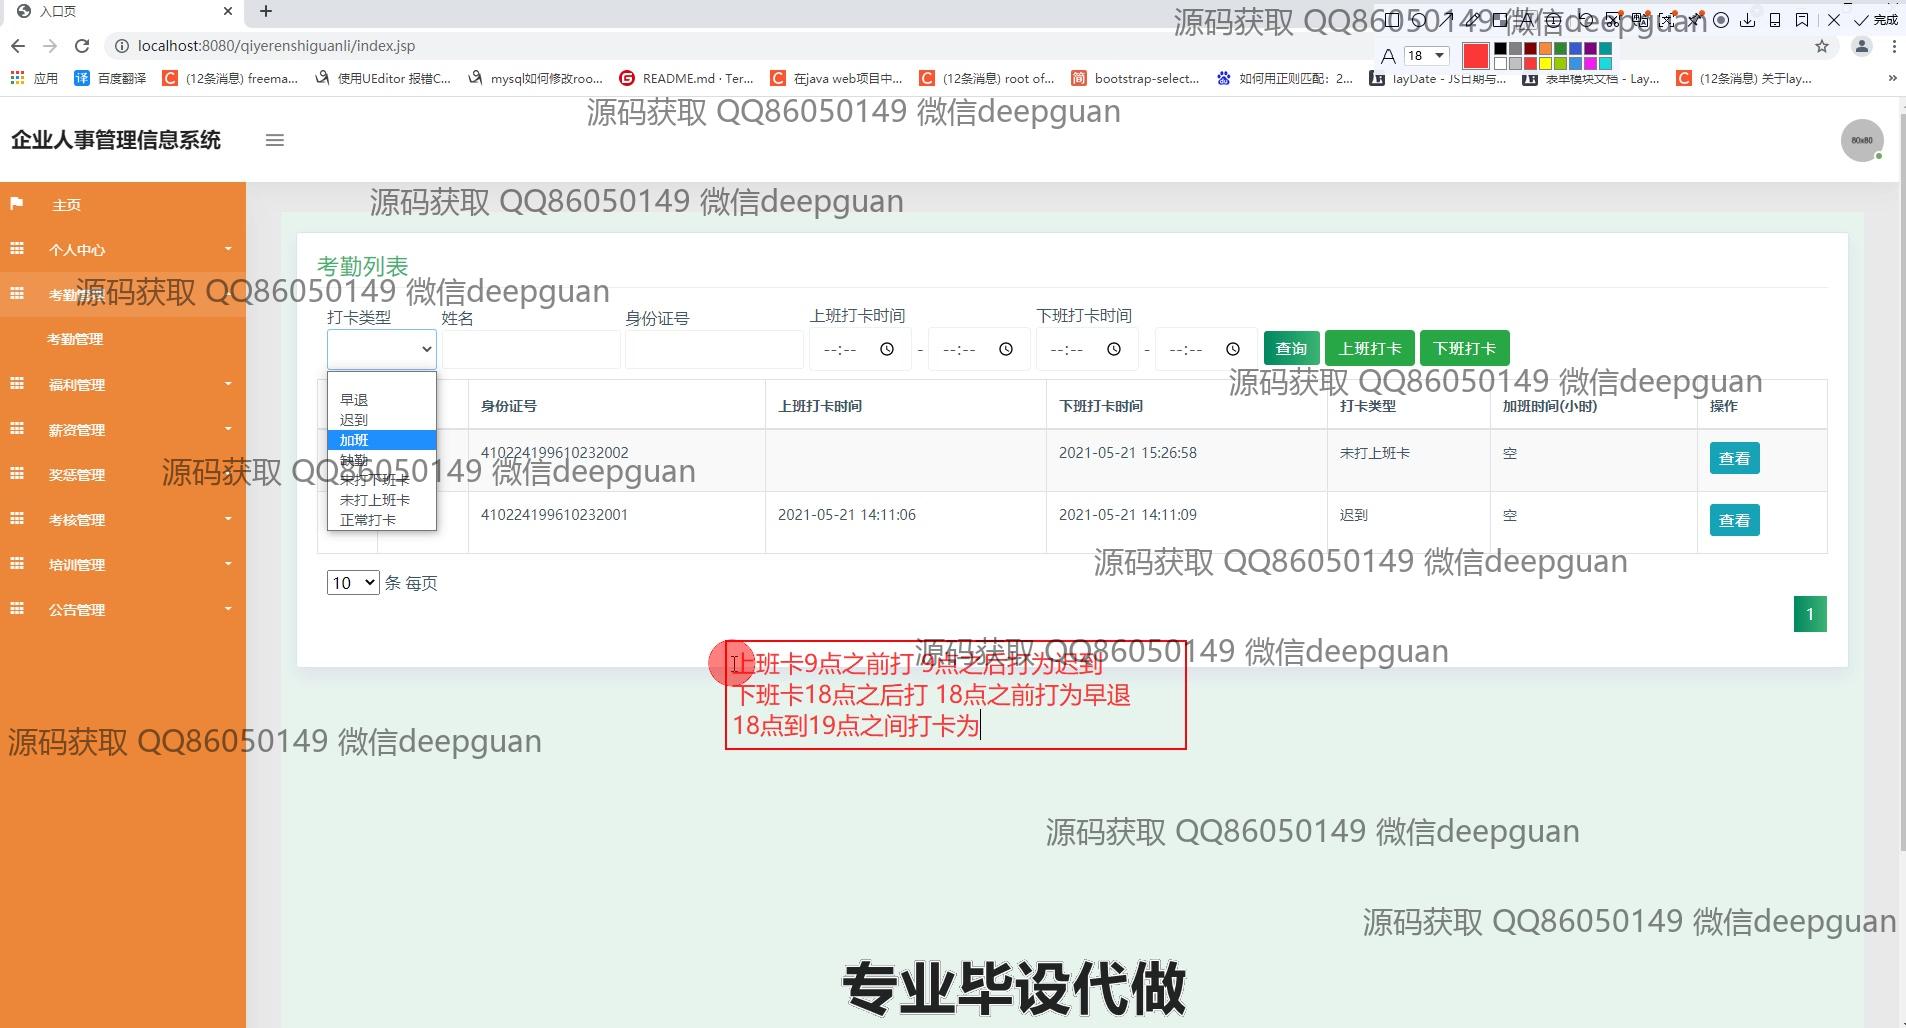 入口页
localhost:8080/qiyerenshiguanli/index.jsp
18
完成
应用
百度翻译
(12条消息) freema...
使用UEditor 报错C...
mysql如何修改roo...
README.md · Ter...
在java web项目中...
(12条消息) root of...
bootstrap-select...
如何用正则匹配：2...
layDate - JS日期与...
表单模块文档 - Lay...
(12条消息) 关于lay...
源码获取 QQ86050149 微信deepguan
源码获取 QQ86050149 微信deepguan
企业人事管理信息系统
80x80
源码获取 QQ86050149 微信deepguan
主页
个人中心
考勤管理
考勤管理
福利管理
薪资管理
奖惩管理
考核管理
培训管理
公告管理
考勤列表
源码获取 QQ86050149 微信deepguan
打卡类型
姓名
身份证号
上班打卡时间
下班打卡时间
--:--
-
--:--
--:--
-
--:--
查询
上班打卡
下班打卡
源码获取 QQ86050149 微信deepguan
早退
迟到
加班
缺勤
未打下班卡
未打上班卡
正常打卡
身份证号 上班打卡时间 下班打卡时间 打卡类型 加班时间(小时) 操作
410224199610232002 2021-05-21 15:26:58 未打上班卡 空 查看
源码获取 QQ86050149 微信deepguan
410224199610232001 2021-05-21 14:11:06 2021-05-21 14:11:09 迟到 空 查看
源码获取 QQ86050149 微信deepguan
10 条 每页
1
源码获取 QQ86050149 微信deepguan
上班卡9点之前打 9点之后打为迟到
下班卡18点之后打 18点之前打为早退
18点到19点之间打卡为
源码获取 QQ86050149 微信deepguan
源码获取 QQ86050149 微信deepguan
源码获取 QQ86050149 微信deepguan
专业毕设代做